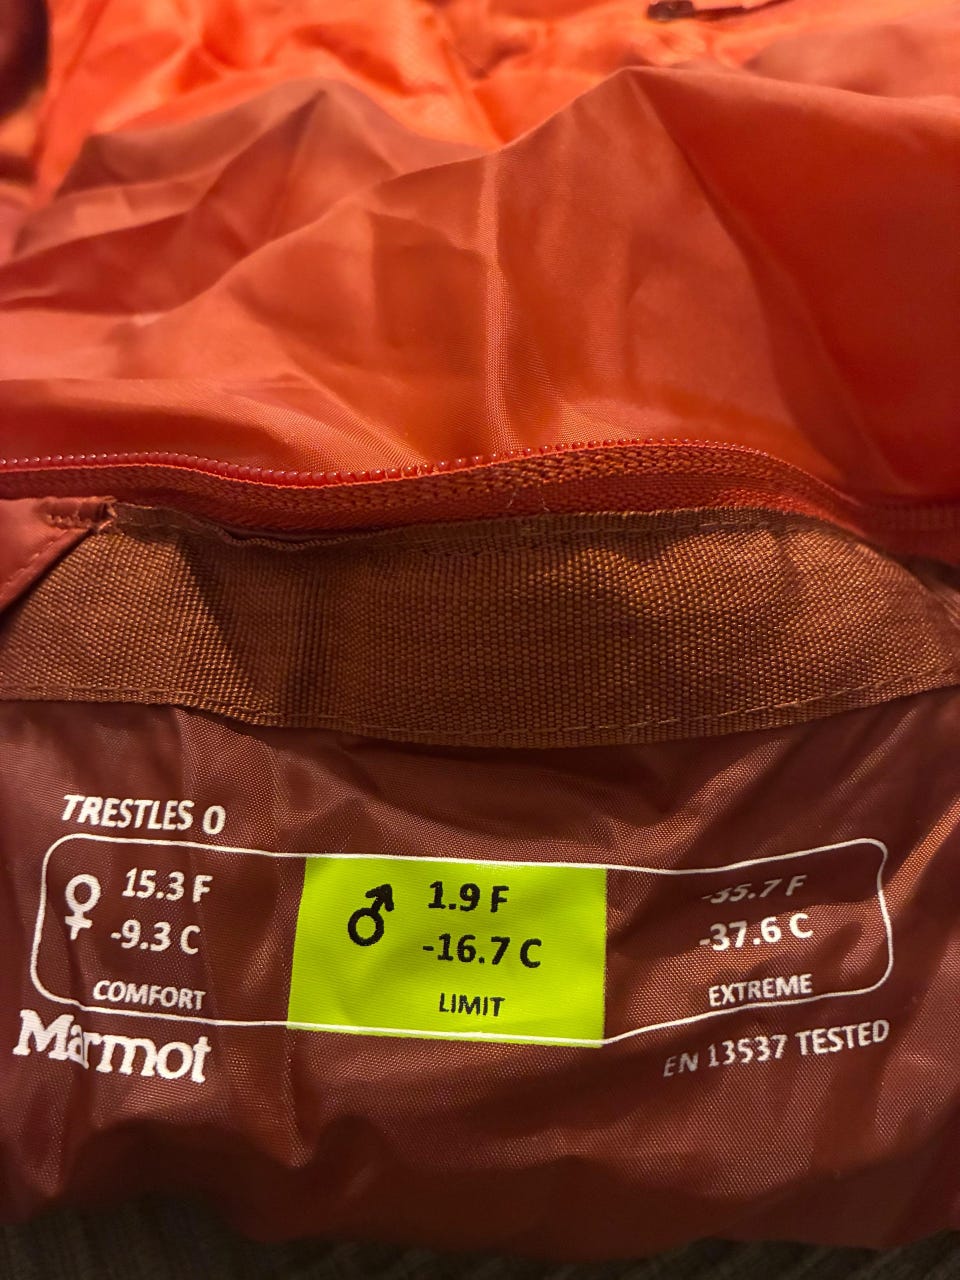 TRESTLES 0
♀ 15.3 F
-9.3 C
COMFORT
♂ 1.9 F
-16.7 C
LIMIT
-35.7 F
-37.6 C
EXTREME
Marmot
EN 13537 TESTED